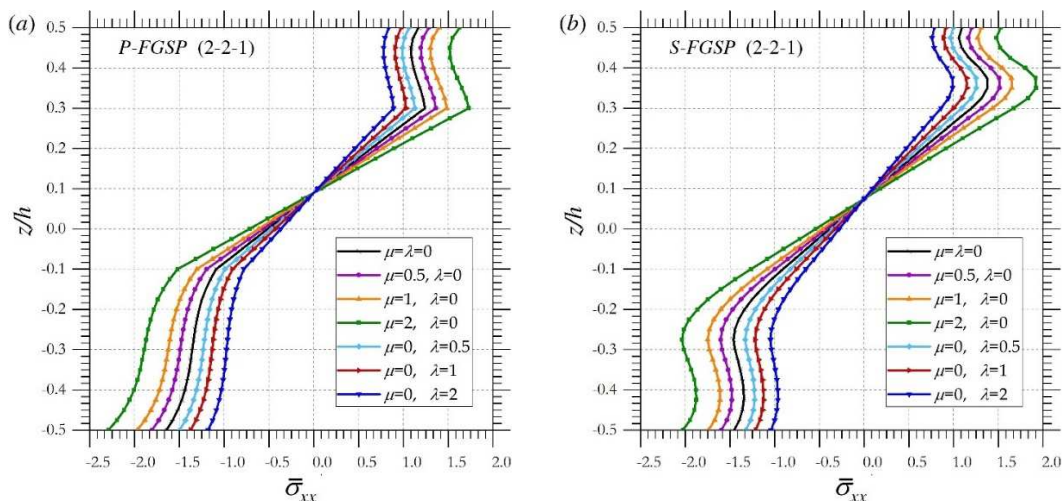 (a)
P-FGSP (2-2-1)
z/h
0.5
0.4
0.3
0.2
0.1
0.0
-0.1
-0.2
-0.3
-0.4
-0.5
μ=λ=0
μ=0.5, λ=0
μ=1, λ=0
μ=2, λ=0
μ=0, λ=0.5
μ=0, λ=1
μ=0, λ=2
-2.5 -2.0 -1.5 -1.0 -0.5 0.0 0.5 1.0 1.5 2.0
σ̅xx
(b)
S-FGSP (2-2-1)
z/h
0.5
0.4
0.3
0.2
0.1
0.0
-0.1
-0.2
-0.3
-0.4
-0.5
μ=λ=0
μ=0.5, λ=0
μ=1, λ=0
μ=2, λ=0
μ=0, λ=0.5
μ=0, λ=1
μ=0, λ=2
-2.5 -2.0 -1.5 -1.0 -0.5 0.0 0.5 1.0 1.5 2.0
σ̅xx